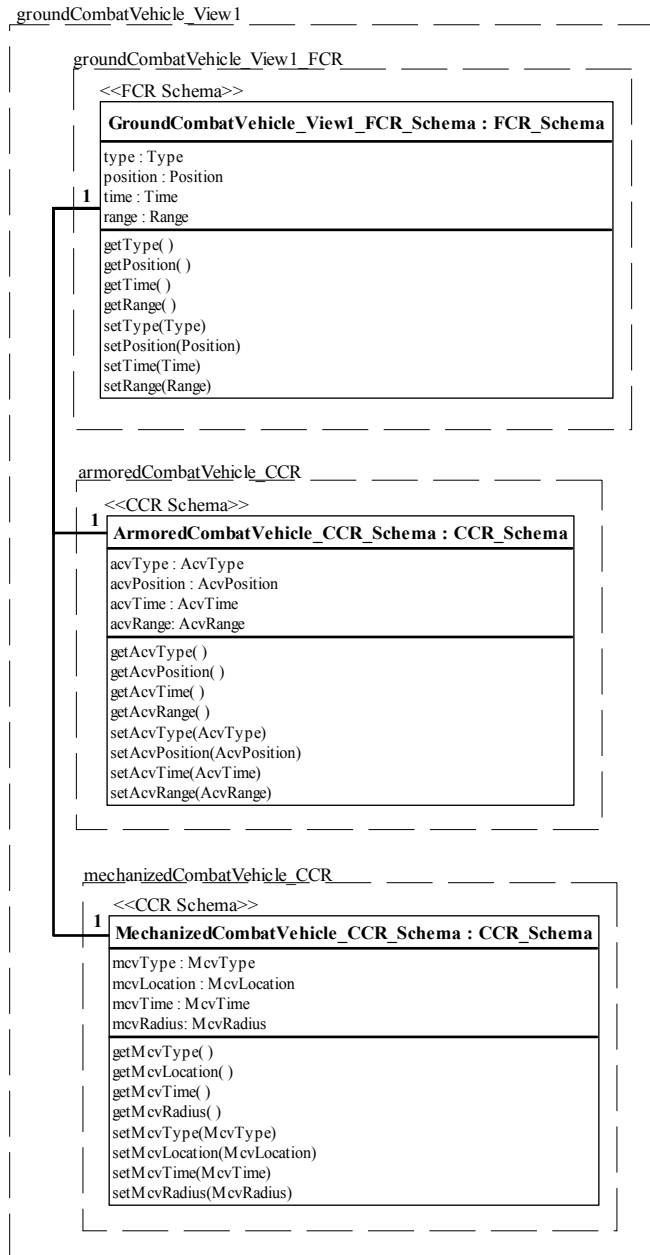 groundCombatVehicle_View1
groundCombatVehicle_View1_FCR
<<FCR Schema>>
GroundCombatVehicle_View1_FCR_Schema : FCR_Schema
type : Type
position : Position
time : Time
range : Range
1
getType( )
getPosition( )
getTime( )
getRange( )
setType(Type)
setPosition(Position)
setTime(Time)
setRange(Range)
armoredCombatVehicle_CCR
<<CCR Schema>>
1
ArmoredCombatVehicle_CCR_Schema : CCR_Schema
acvType : AcvType
acvPosition : AcvPosition
acvTime : AcvTime
acvRange: AcvRange
getAcvType( )
getAcvPosition( )
getAcvTime( )
getAcvRange( )
setAcvType(AcvType)
setAcvPosition(AcvPosition)
setAcvTime(AcvTime)
setAcvRange(AcvRange)
mechanizedCombatVehicle_CCR
<<CCR Schema>>
1
MechanizedCombatVehicle_CCR_Schema : CCR_Schema
mcvType : McvType
mcvLocation : McvLocation
mcvTime : McvTime
mcvRadius: McvRadius
getMcvType( )
getMcvLocation( )
getMcvTime( )
getMcvRadius( )
setMcvType(McvType)
setMcvLocation(McvLocation)
setMcvTime(McvTime)
setMcvRadius(McvRadius)